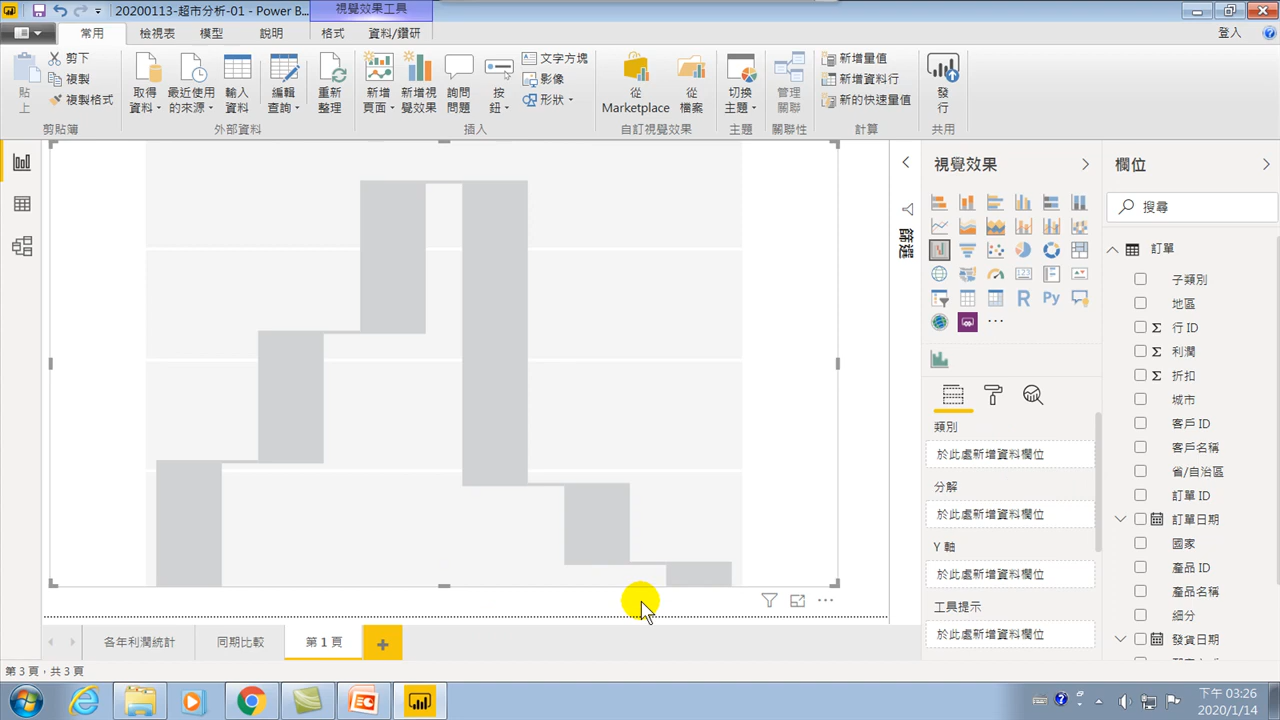 20200113-超市分析-01 - Power B...
視覺效果工具
常用
檢視表
模型
說明
格式
資料/鑽研
登入
貼上
剪下
複製
複製格式
取得資料
最近使用的來源
輸入資料
編輯查詢
重新整理
新增頁面
新增視覺效果
詢問問題
按鈕
文字方塊
影像
形狀
從 Marketplace
從檔案
切換主題
管理關聯
新增量值
新增資料行
新的快速量值
發行
剪貼簿
外部資料
插入
自訂視覺效果
主題
關聯性
計算
共用
篩選
視覺效果
R
Py
123
類別
於此處新增資料欄位
分解
於此處新增資料欄位
Y 軸
於此處新增資料欄位
工具提示
於此處新增資料欄位
欄位
搜尋
訂單
子類別
地區
Σ 行 ID
Σ 利潤
Σ 折扣
城市
客戶 ID
客戶名稱
省/自治區
訂單 ID
訂單日期
國家
產品 ID
產品名稱
細分
發貨日期
各年利潤統計
同期比較
第 1 頁
第 3 頁，共 3 頁
下午 03:26
2020/1/14